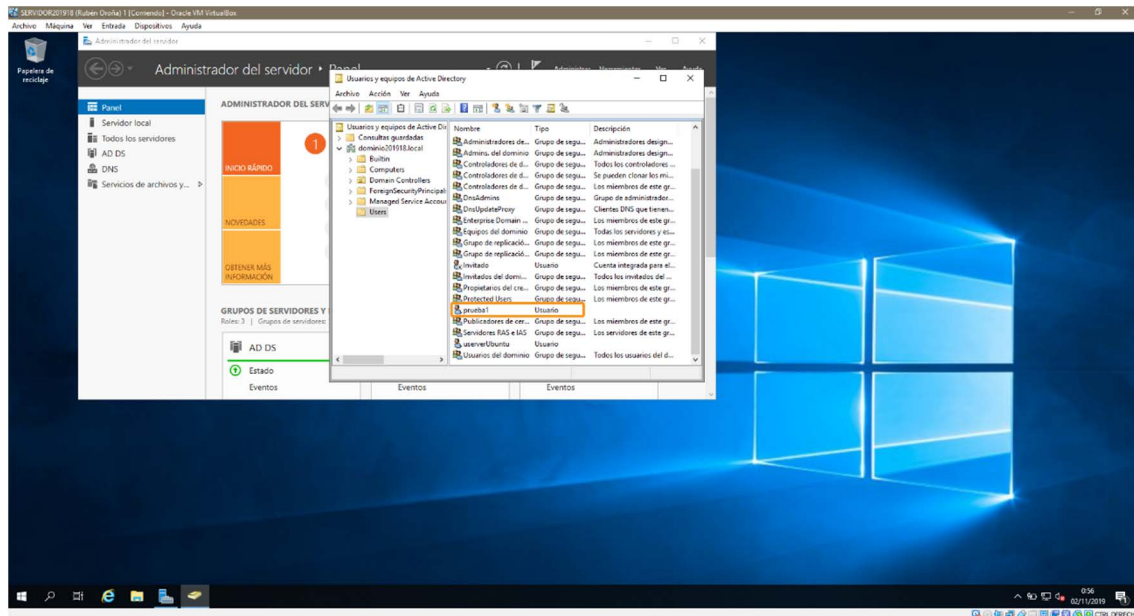 SERVIDOR201918 (Rubén Oroña) 1 [Corriendo] - Oracle VM VirtualBox
Archivo Máquina Ver Entrada Dispositivos Ayuda
Papelera de
reciclaje
Administrador del servidor
Administrador del servidor • Panel
Administrar Herramientas Ver Ayuda
Panel
Servidor local
Todos los servidores
AD DS
DNS
Servicios de archivos y...
ADMINISTRADOR DEL SERV
INICIO RÁPIDO
1
NOVEDADES
OBTENER MÁS
INFORMACIÓN
GRUPOS DE SERVIDORES Y
Roles: 3 | Grupos de servidores:
AD DS
Estado
Eventos
Eventos
Eventos
Usuarios y equipos de Active Directory
Archivo Acción Ver Ayuda
Usuarios y equipos de Active Dir
Consultas guardadas
dominio201918.local
Builtin
Computers
Domain Controllers
ForeignSecurityPrincipal
Managed Service Accou
Users
Nombre Tipo Descripción
Administradores de... Grupo de segu... Administradores design...
Admins. del dominio Grupo de segu... Administradores design...
Controladores de d... Grupo de segu... Todos los controladores ...
Controladores de d... Grupo de segu... Se pueden clonar los mi...
Controladores de d... Grupo de segu... Los miembros de este gr...
DnsAdmins Grupo de segu... Grupo de administrador...
DnsUpdateProxy Grupo de segu... Clientes DNS que tienen...
Enterprise Domain ... Grupo de segu... Los miembros de este gr...
Equipos del dominio Grupo de segu... Todas los servidores y es...
Grupo de replicació... Grupo de segu... Los miembros de este gr...
Grupo de replicació... Grupo de segu... Los miembros de este gr...
Invitado Usuario Cuenta integrada para el...
Invitados del domi... Grupo de segu... Todos los invitados del ...
Propietarios del cre... Grupo de segu... Los miembros de este gr...
Protected Users Grupo de segu... Los miembros de este gr...
prueba1 Usuario
Publicadores de cer... Grupo de segu... Los miembros de este gr...
Servidores RAS e IAS Grupo de segu... Los servidores de este gr...
userverUbuntu Usuario
Usuarios del dominio Grupo de segu... Todos los usuarios del d...
0:56
02/11/2019
CTRL DERECHA